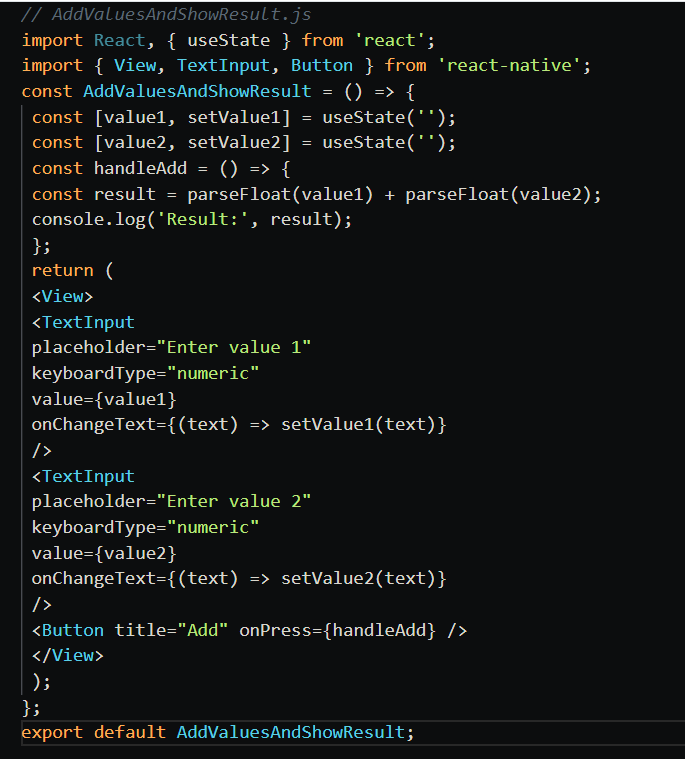 // AddValuesAndShowResult.js
import React, { useState } from 'react';
import { View, TextInput, Button } from 'react-native';
const AddValuesAndShowResult = () => {
const [value1, setValue1] = useState('');
const [value2, setValue2] = useState('');
const handleAdd = () => {
const result = parseFloat(value1) + parseFloat(value2);
console.log('Result:', result);
};
return (
<View>
<TextInput
placeholder="Enter value 1"
keyboardType="numeric"
value={value1}
onChangeText={(text) => setValue1(text)}
/>
<TextInput
placeholder="Enter value 2"
keyboardType="numeric"
value={value2}
onChangeText={(text) => setValue2(text)}
/>
<Button title="Add" onPress={handleAdd} />
</View>
);
};
export default AddValuesAndShowResult;